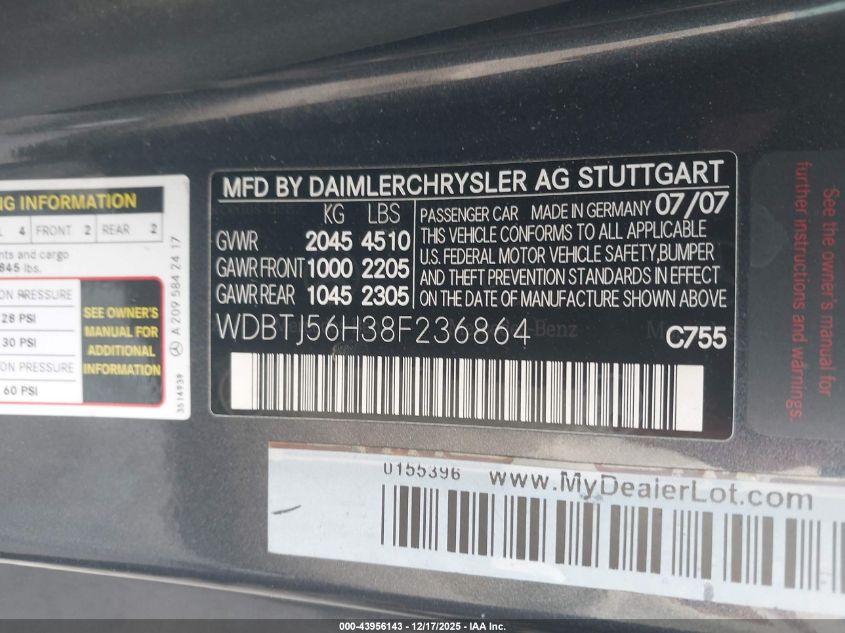 NG INFORMATION
4 FRONT 2 REAR 2
nts and cargo
845 lbs.
ON PRESSURE
28 PSI
30 PSI
ON PRESSURE
60 PSI
SEE OWNER'S
MANUAL FOR
ADDITIONAL
INFORMATION
A 209 584 24 17
3514939
MFD BY DAIMLERCHRYSLER AG STUTTGART
KG LBS
GVWR 2045 4510
GAWR FRONT 1000 2205
GAWR REAR 1045 2305
PASSENGER CAR MADE IN GERMANY 07/07
THIS VEHICLE CONFORMS TO ALL APPLICABLE
U.S. FEDERAL MOTOR VEHICLE SAFETY,BUMPER
AND THEFT PREVENTION STANDARDS IN EFFECT
ON THE DATE OF MANUFACTURE SHOWN ABOVE
WDBTJ56H38F236864
C755
0155396 www.MyDealerLot.com
See the owner's manual for
further instructions and warnings.
000-43956143 - 12/17/2025 - IAA Inc.